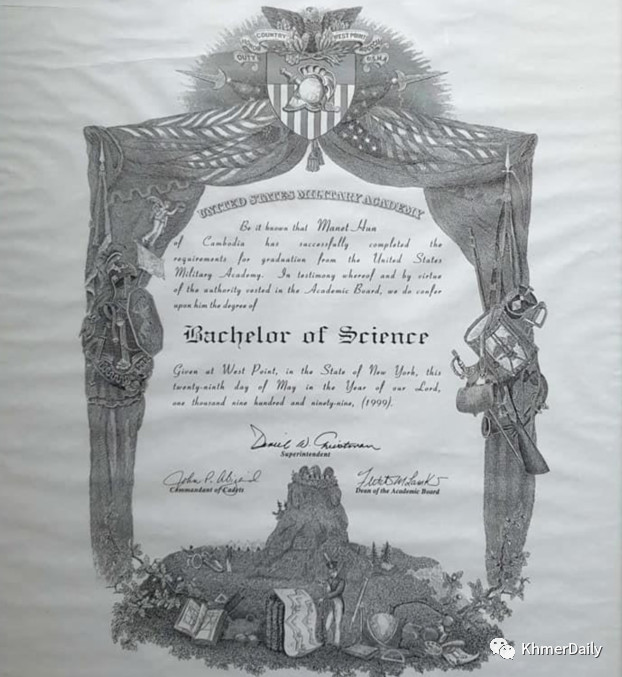 COUNTRY WEST POINT
DUTY
UNITED STATES MILITARY ACADEMY
Be it known that Manet Hun
of Cambodia has successfully completed the
requirements for graduation from the United States
Military Academy. In testimony whereof and by virtue
of the authority vested in the Academic Board, we do confer
upon him the degree of
Bachelor of Science
Given at West Point, in the State of New York, this
twenty-ninth day of May in the Year of our Lord,
one thousand nine hundred and ninety-nine, (1999).
Daniel W. Christman
Superintendent
John P. Abizaid
Commandant of Cadets
Dean of the Academic Board
KhmerDaily